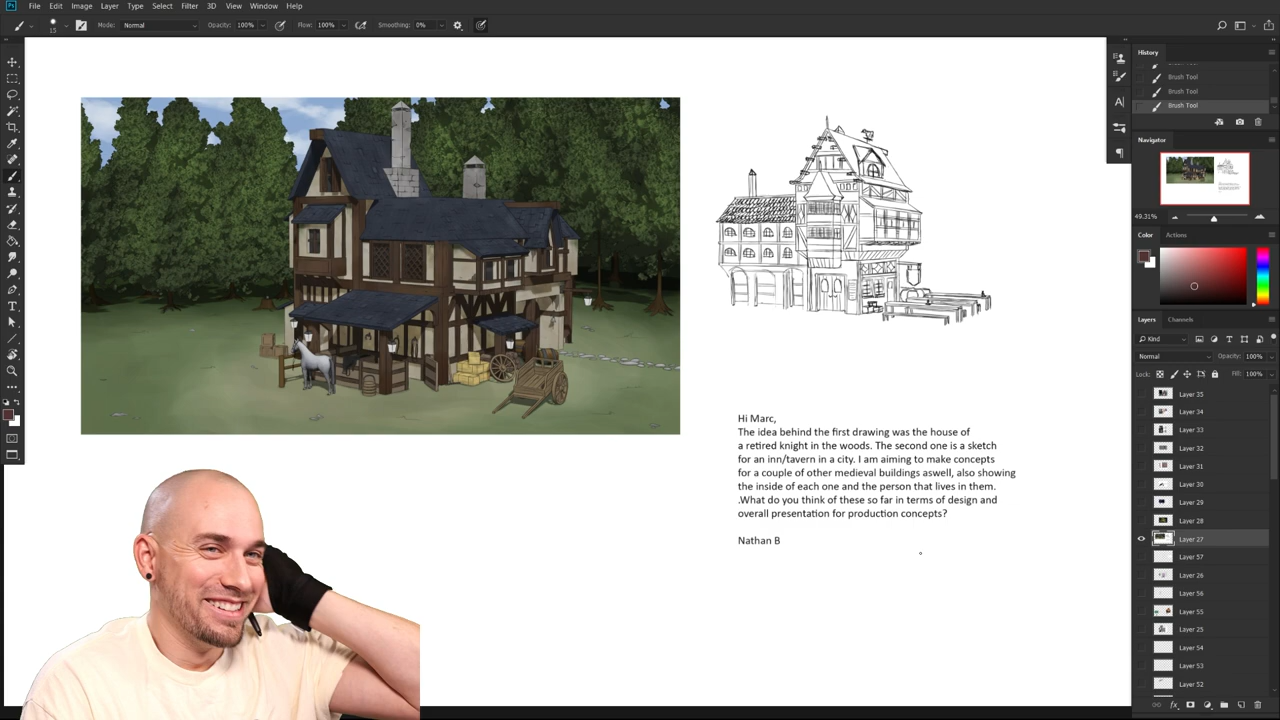 Ps File Edit Image Layer Type Select Filter 3D View Window Help
15 Mode: Normal Opacity: 100% Flow: 100% Smoothing: 0%
History
Brush Tool
Brush Tool
Brush Tool
Navigator
49.31%
Color Actions
Layers Channels
Kind
Normal Opacity: 100%
Lock: Fill: 100%
Layer 35
Layer 34
Layer 33
Layer 32
Layer 31
Layer 30
Layer 29
Layer 28
Layer 27
Layer 57
Layer 26
Layer 56
Layer 55
Layer 25
Layer 54
Layer 53
Layer 52
Hi Marc,
The idea behind the first drawing was the house of
a retired knight in the woods. The second one is a sketch
for an inn/tavern in a city. I am aiming to make concepts
for a couple of other medieval buildings aswell, also showing
the inside of each one and the person that lives in them.
.What do you think of these so far in terms of design and
overall presentation for production concepts?
Nathan B